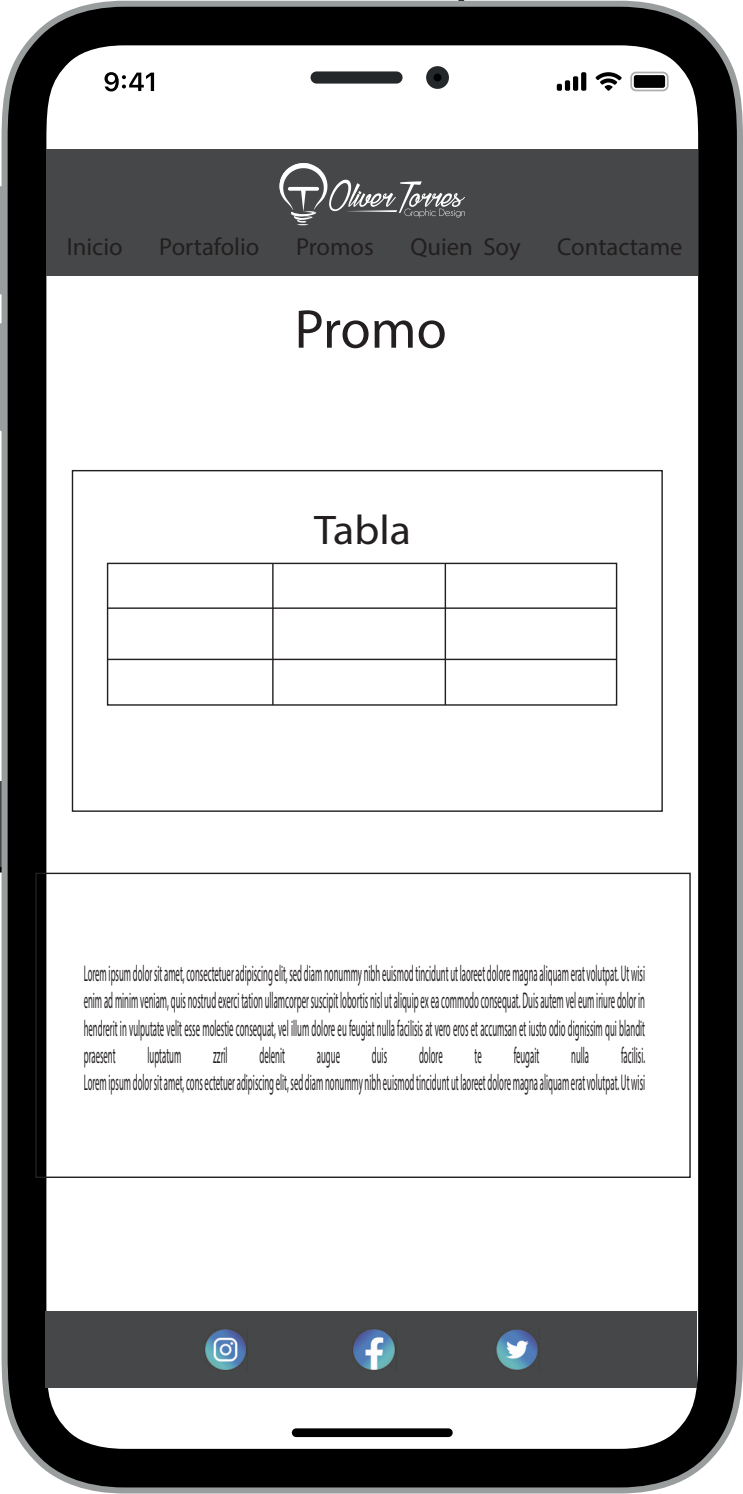 9:41
Oliver Torres
Graphic Design
Inicio Portafolio Promos Quien Soy Contactame
Promo
Tabla
Lorem ipsum dolor sit amet, consectetuer adipiscing elit, sed diam nonummy nibh euismod tincidunt ut laoreet dolore magna aliquam erat volutpat. Ut wisi
enim ad minim veniam, quis nostrud exerci tation ullamcorper suscipit lobortis nisl ut aliquip ex ea commodo consequat. Duis autem vel eum iriure dolor in
hendrerit in vulputate velit esse molestie consequat, vel illum dolore eu feugiat nulla facilisis at vero eros et accumsan et iusto odio dignissim qui blandit
praesent luptatum zzril delenit augue duis dolore te feugait nulla facilisi.
Lorem ipsum dolor sit amet, cons ectetuer adipiscing elit, sed diam nonummy nibh euismod tincidunt ut laoreet dolore magna aliquam erat volutpat. Ut wisi